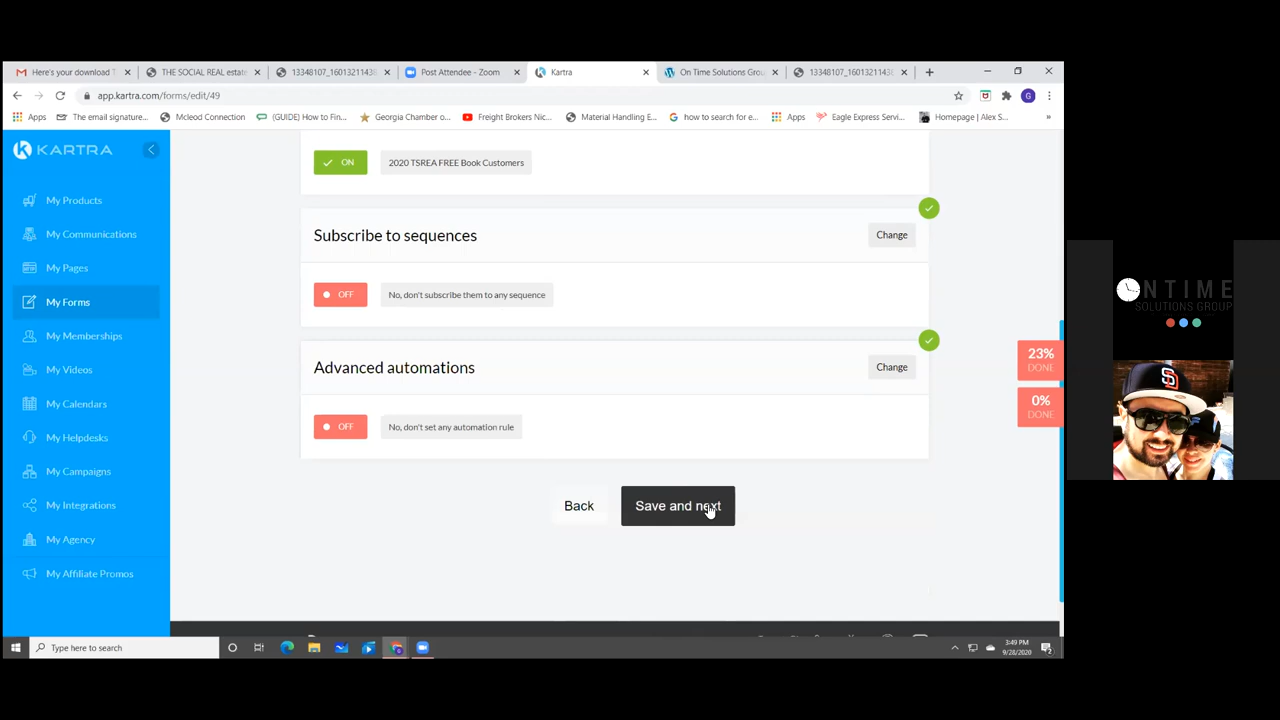 Here's your download T
THE SOCIAL REAL estate
13348107_16013211438
Post Attendee - Zoom
Kartra
On Time Solutions Grou
13348107_16013211438
app.kartra.com/forms/edit/49
G
Apps
The email signature...
Mcleod Connection
(GUIDE) How to Fin...
Georgia Chamber o...
Freight Brokers Nic...
Material Handling E...
how to search for e...
Apps
Eagle Express Servi...
Homepage | Alex S...
KARTRA
My Products
My Communications
My Pages
My Forms
My Memberships
My Videos
My Calendars
My Helpdesks
My Campaigns
My Integrations
My Agency
My Affiliate Promos
ON
2020 TSREA FREE Book Customers
Subscribe to sequences
Change
OFF
No, don't subscribe them to any sequence
Advanced automations
Change
OFF
No, don't set any automation rule
Back
Save and next
23%
DONE
0%
DONE
NTIME
SOLUTIONS GROUP
Type here to search
3:49 PM
9/28/2020